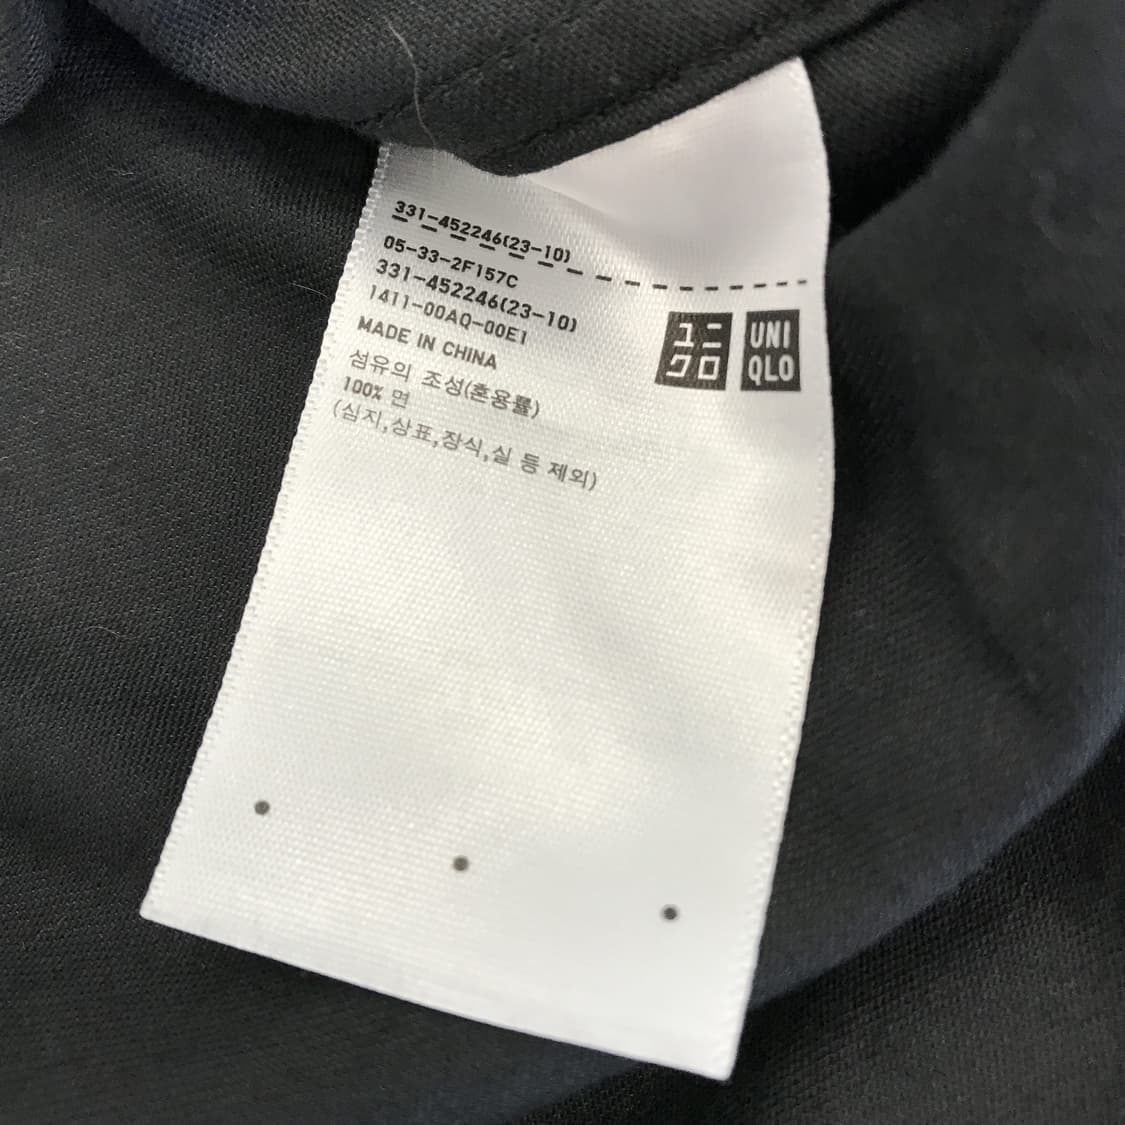 331-452246(23-10)
05-33-2F157C
331-452246(23-10)
1411-00AQ-00E1
MADE IN CHINA
섬유의 조성(혼용률)
100% 면
(심지,상표,장식,실 등 제외)
ユニ
クロ
UNI
QLO